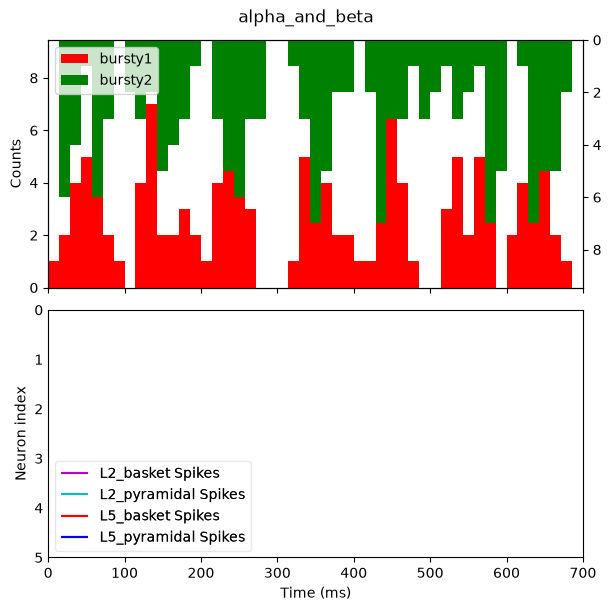 alpha_and_beta
bursty1
bursty2
Counts
0
2
4
6
8
0
2
4
6
8
L2_basket Spikes
L2_pyramidal Spikes
L5_basket Spikes
L5_pyramidal Spikes
Neuron index
0
1
2
3
4
5
0 100 200 300 400 500 600 700
Time (ms)